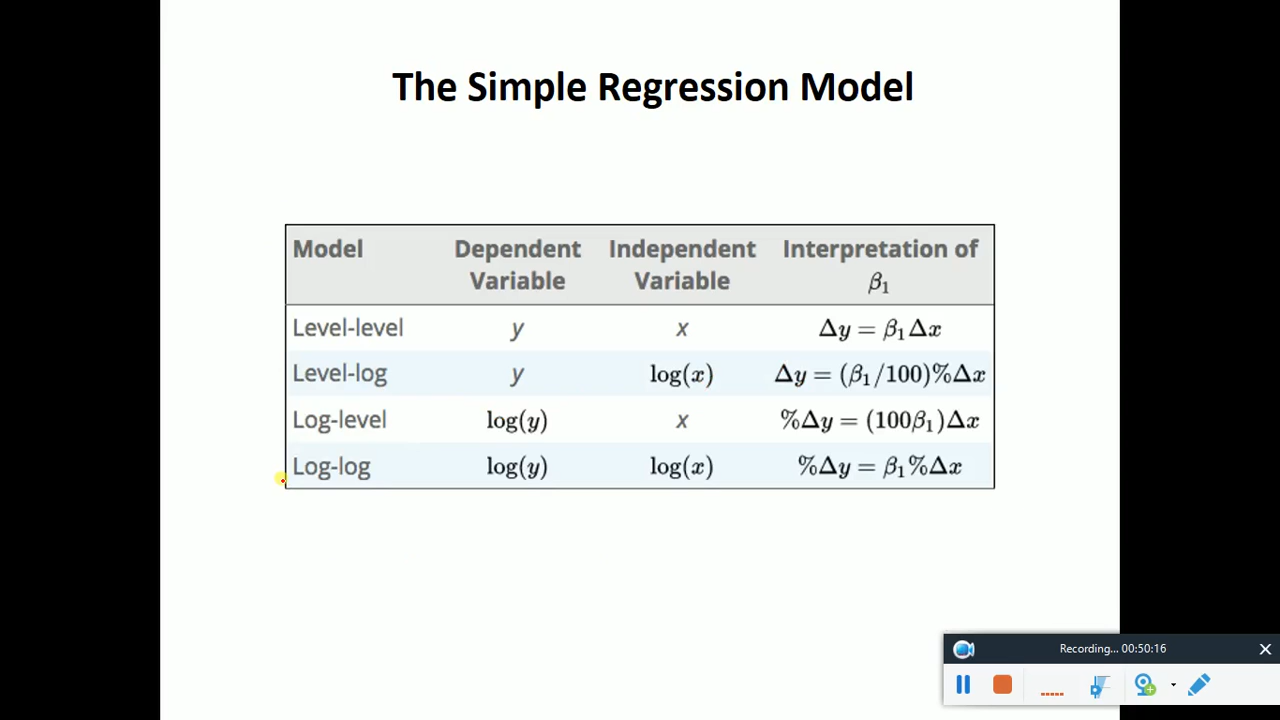 The Simple Regression Model
Model Dependent Variable Independent Variable Interpretation of β₁
Level-level y x Δy = β₁Δx
Level-log y log(x) Δy = (β₁/100)%Δx
Log-level log(y) x %Δy = (100β₁)Δx
Log-log log(y) log(x) %Δy = β₁%Δx
Recording... 00:50:16